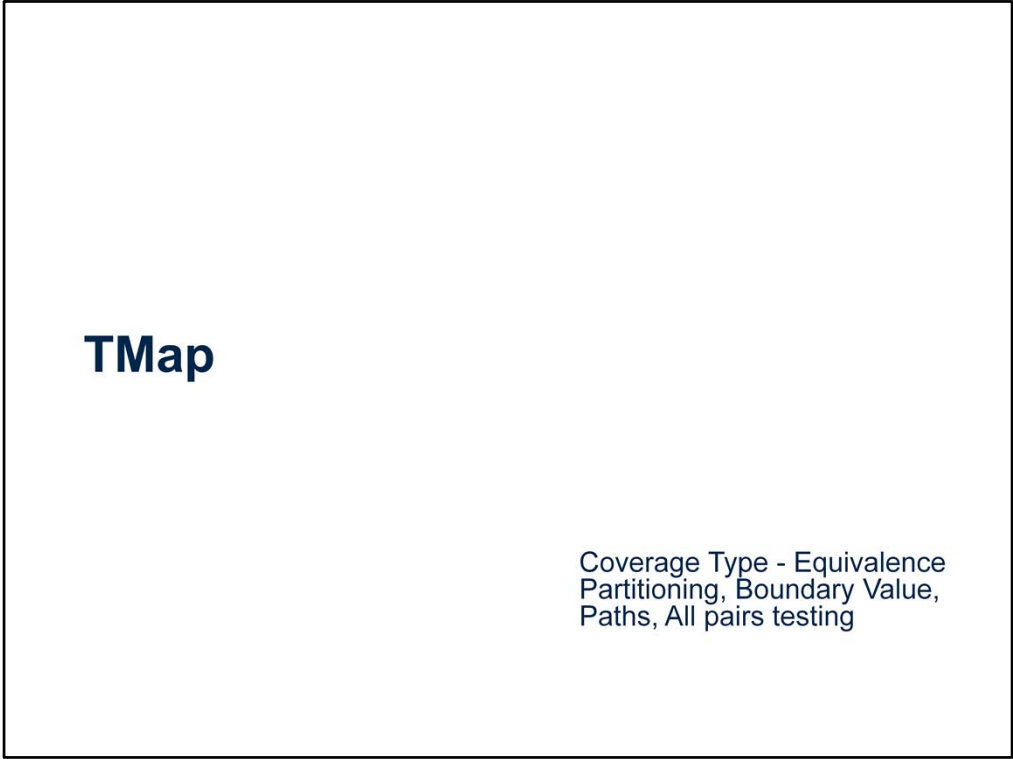 TMap
Coverage Type - Equivalence
Partitioning, Boundary Value,
Paths, All pairs testing